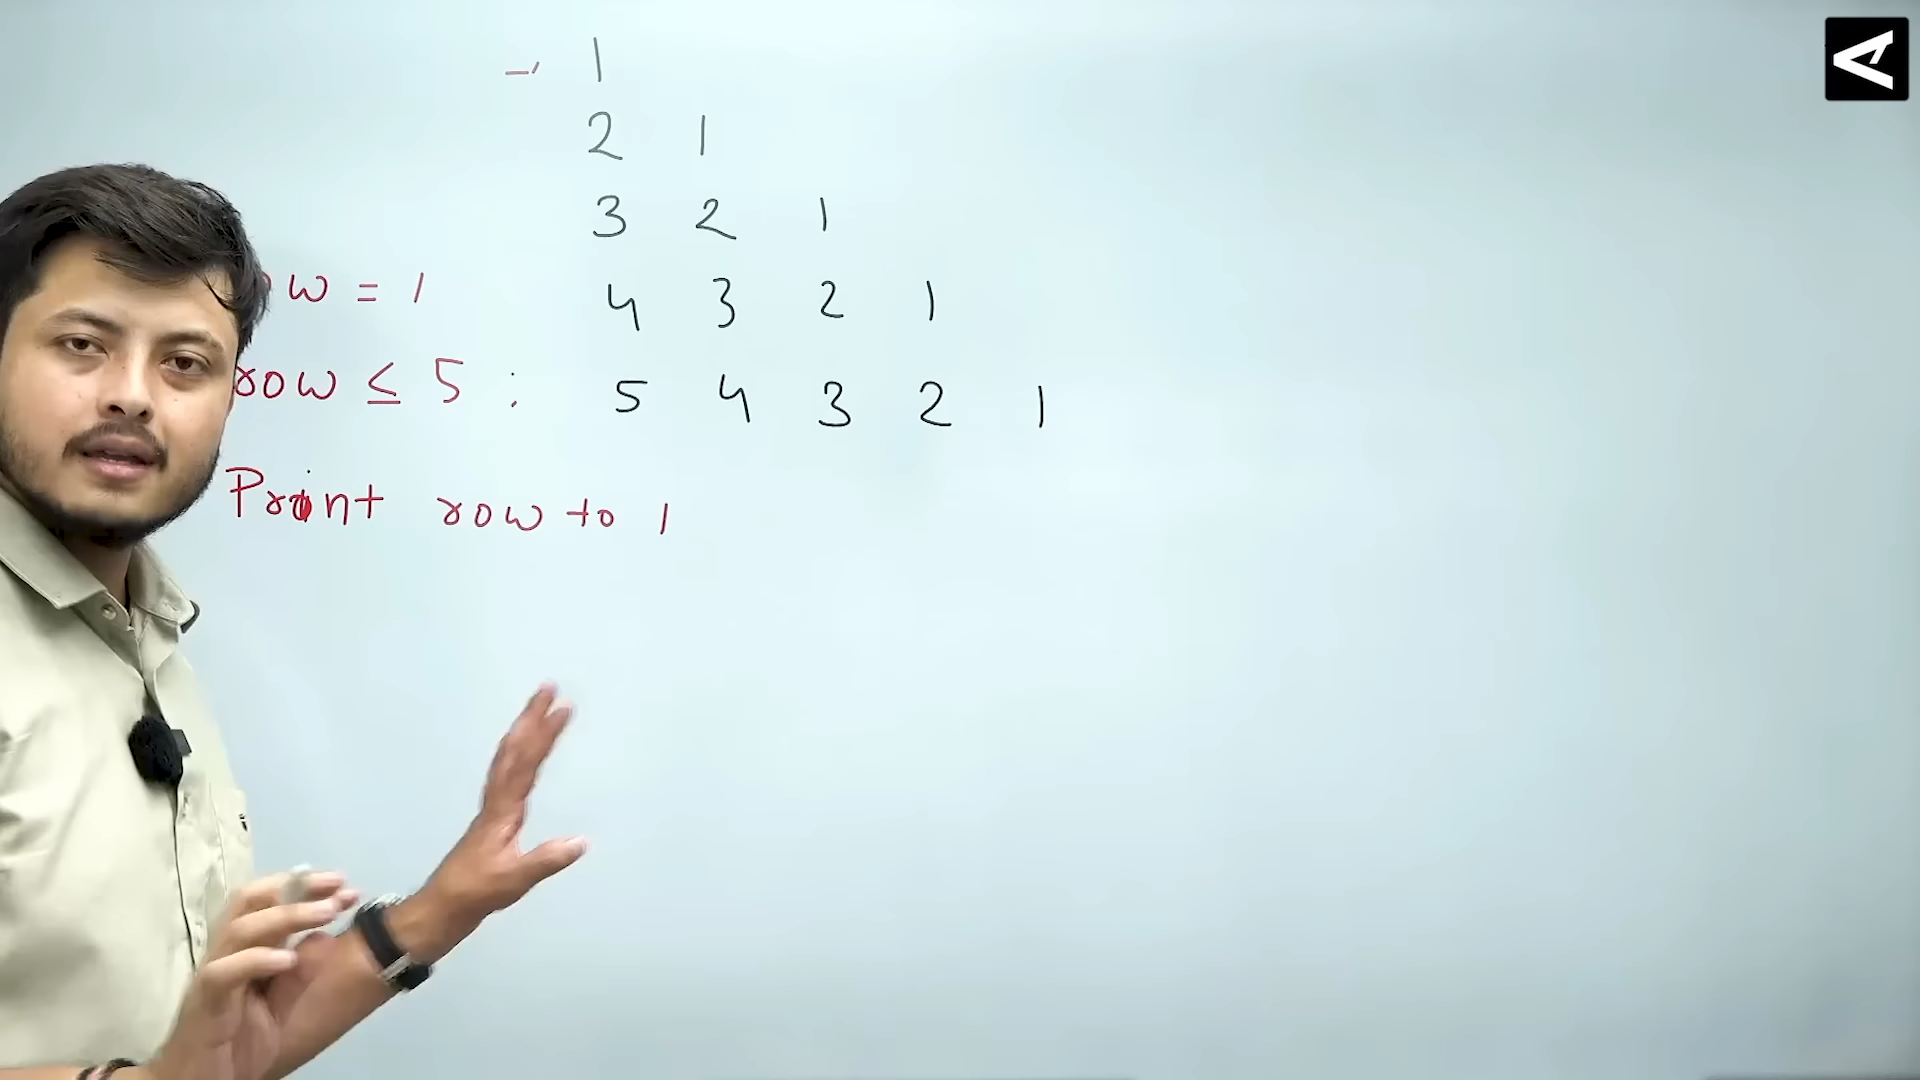 1
2 1
3 2 1
ow = 1
4 3 2 1
row ≤ 5 :
5 4 3 2 1
Print row to 1